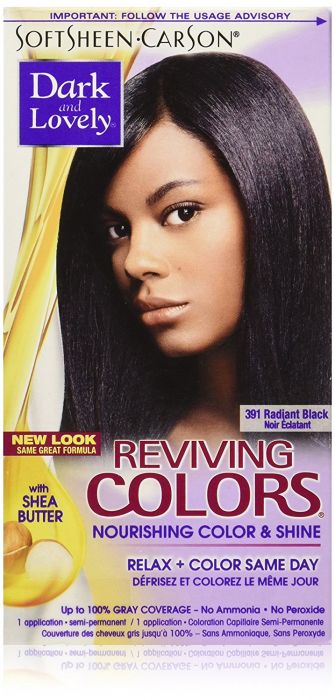 IMPORTANT: FOLLOW THE USAGE ADVISORY
SOFTSHEEN·CARSON®
Dark
and
Lovely®
391 Radiant Black
Noir Éclatant
NEW LOOK
SAME GREAT FORMULA
REVIVING
COLORS®
with
SHEA
BUTTER
NOURISHING COLOR & SHINE
RELAX + COLOR SAME DAY
DÉFRISEZ ET COLOREZ LE MÊME JOUR
Up to 100% GRAY COVERAGE – No Ammonia • No Peroxide
1 application • semi-permanent / 1 application • Coloration Capillaire Semi-Permanente
Couverture des cheveux gris jusqu'à 100% – Sans Ammoniaque, Sans Peroxyde